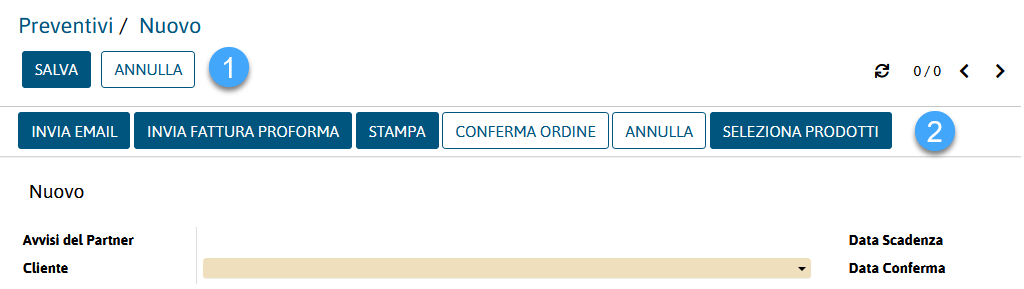 Preventivi / Nuovo
SALVA ANNULLA 1 0 / 0
INVIA EMAIL INVIA FATTURA PROFORMA STAMPA CONFERMA ORDINE ANNULLA SELEZIONA PRODOTTI 2
Nuovo
Avvisi del Partner Data Scadenza
Cliente Data Conferma